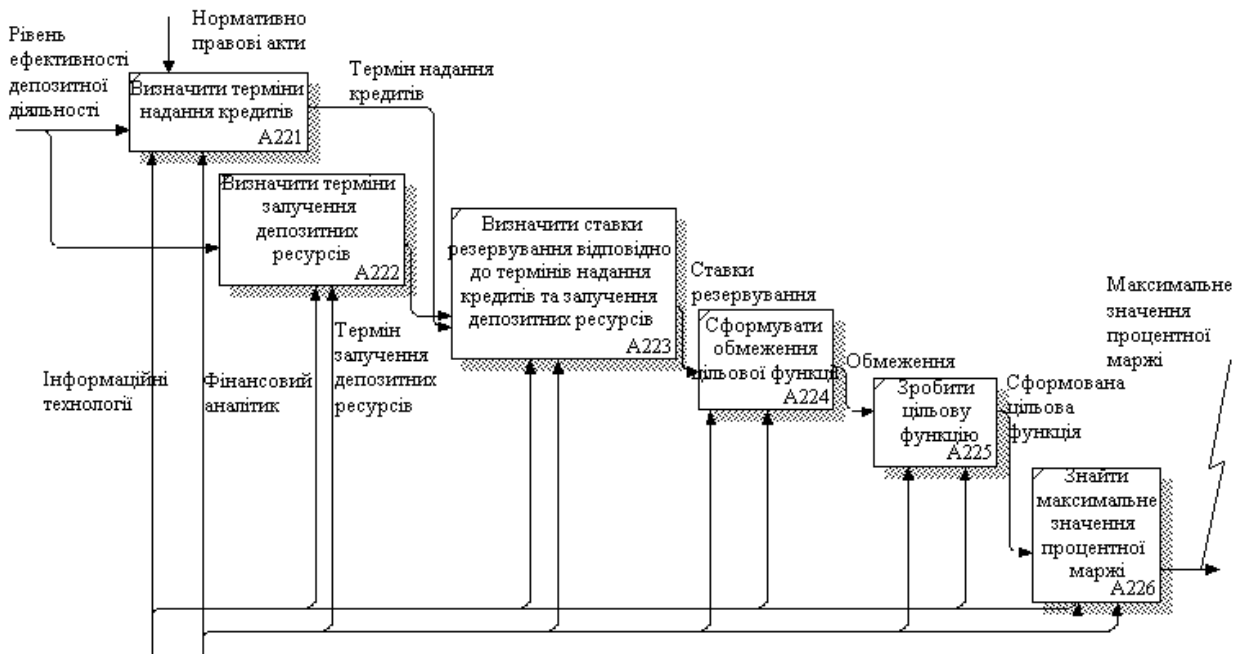 Рівень
ефективності
депозитної
діяльності
Нормативно
правові акти
Визначити терміни
надання кредитів
A221
Термін надання
кредитів
Визначити терміни
залучення
депозитних
ресурсів
A222
Визначити ставки
резервування відповідно
до термінів надання
кредитів та залучення
депозитних ресурсів
A223
Ставки
резервування
Термін
залучення
депозитних
ресурсів
Інформаційні
технології
Фінансовий
аналітик
Сформувати
обмеження
цільової функції
A224
Обмеження
Зробити
цільову
функцію
A225
Сформована
цільова
функція
Максимальне
значення
процентної
маржі
Знайти
максимальне
значення
процентної
маржі
A226